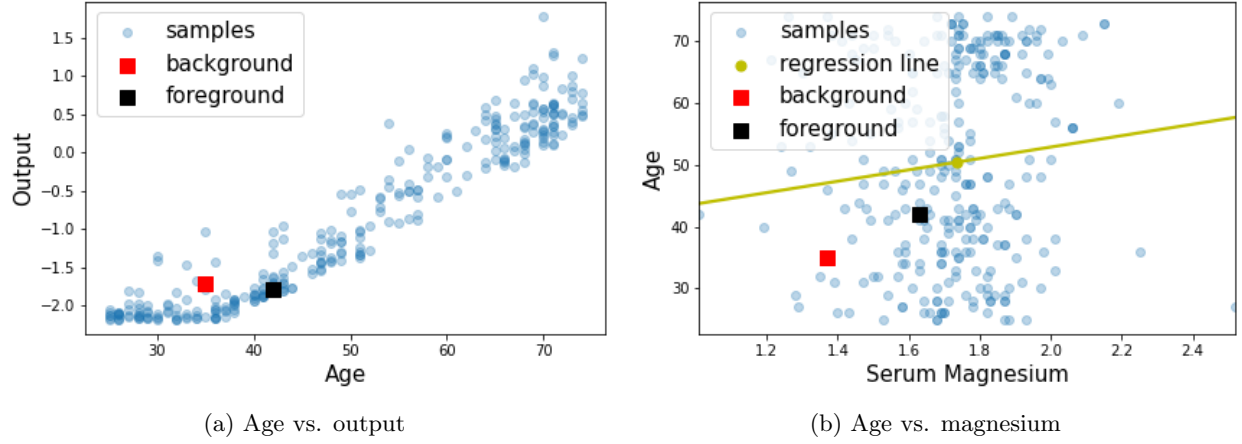 samples
background
foreground
Output
1.5
1.0
0.5
0.0
−0.5
−1.0
−1.5
−2.0
30
40
50
60
70
Age
(a) Age vs. output
samples
regression line
background
foreground
Age
70
60
50
40
30
1.2
1.4
1.6
1.8
2.0
2.2
2.4
Serum Magnesium
(b) Age vs. magnesium